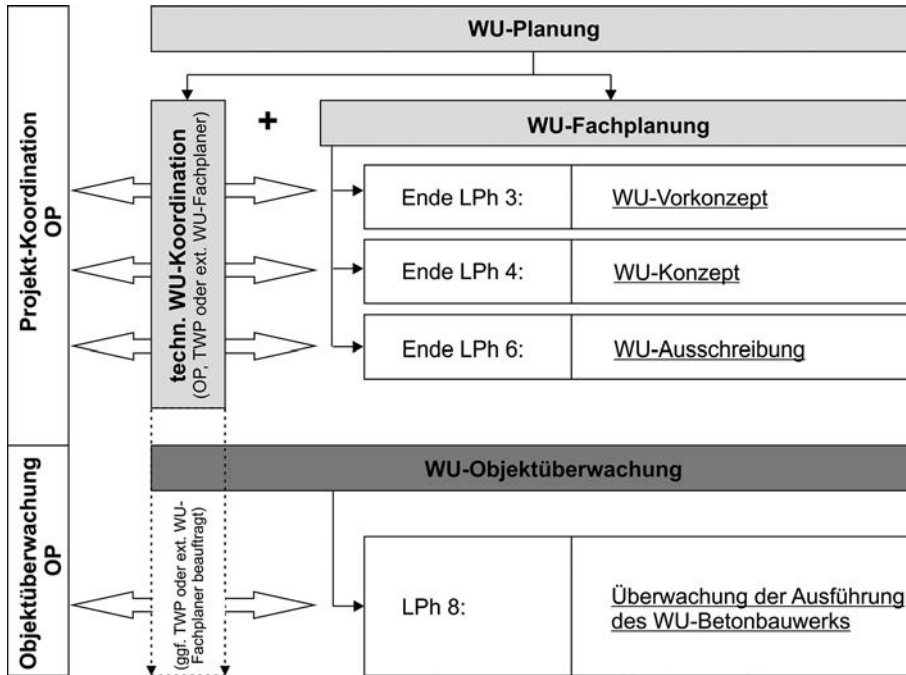 WU-Planung
Projekt-Koordination
OP
techn. WU-Koordination
(OP, TWP oder ext. WU-Fachplaner)
+
WU-Fachplanung
Ende LPh 3: WU-Vorkonzept
Ende LPh 4: WU-Konzept
Ende LPh 6: WU-Ausschreibung
Objektüberwachung
OP
WU-Objektüberwachung
(ggf. TWP oder ext. WU-
Fachplaner beauftragt)
LPh 8: Überwachung der Ausführung
des WU-Betonbauwerks